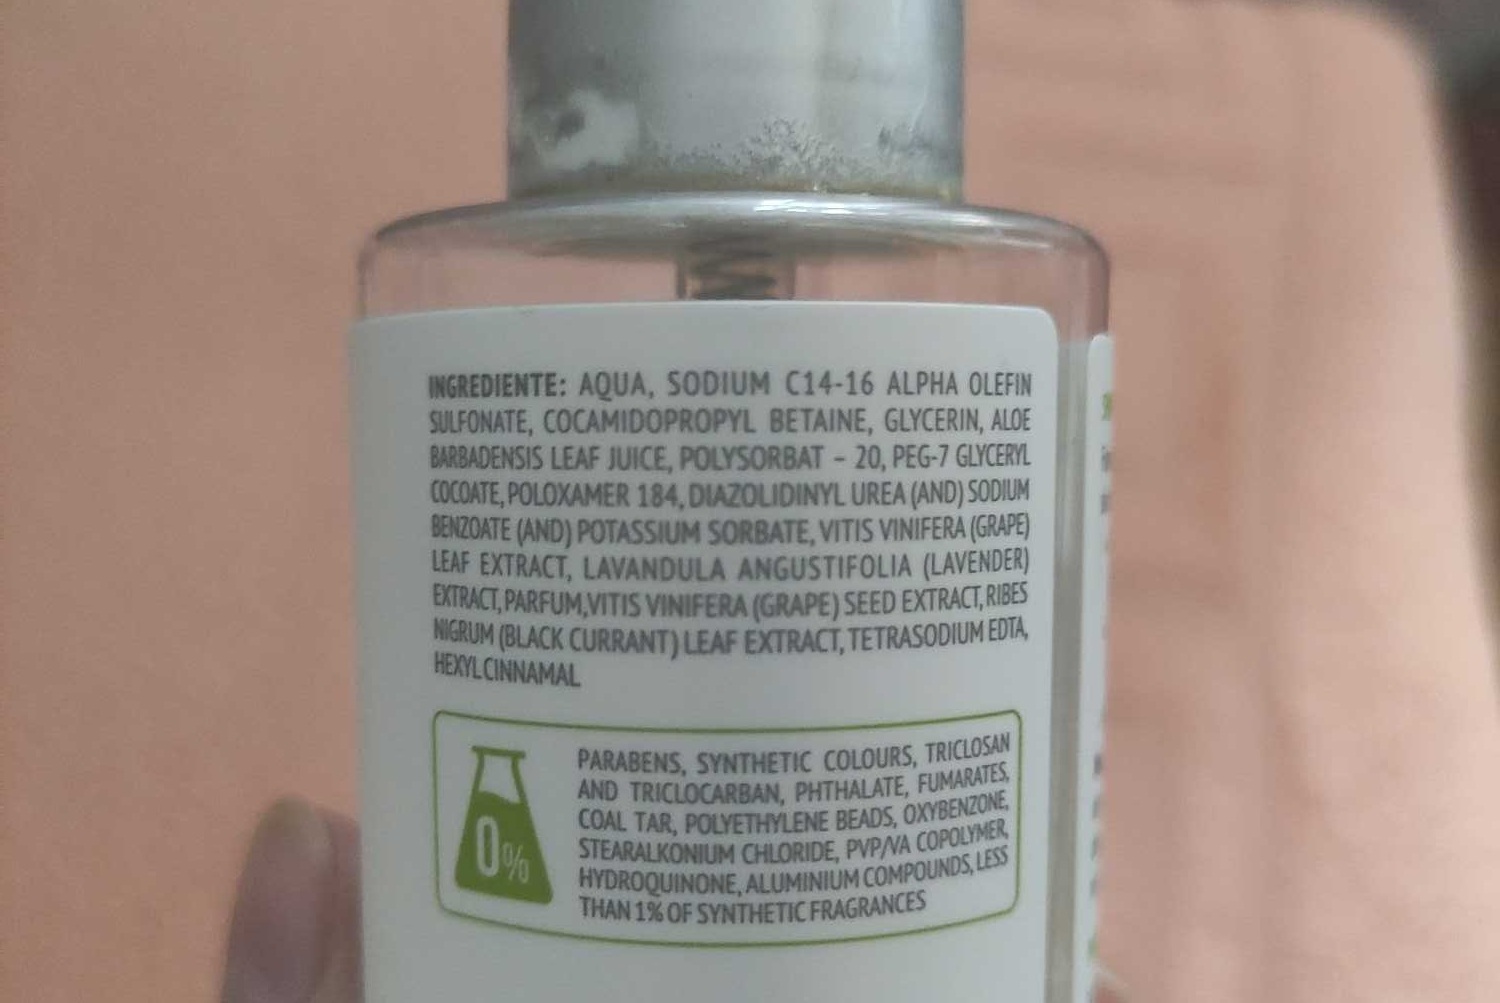 INGREDIENTE: AQUA, SODIUM C14-16 ALPHA OLEFIN
SULFONATE, COCAMIDOPROPYL BETAINE, GLYCERIN, ALOE
BARBADENSIS LEAF JUICE, POLYSORBAT – 20, PEG-7 GLYCERYL
COCOATE, POLOXAMER 184, DIAZOLIDINYL UREA (AND) SODIUM
BENZOATE (AND) POTASSIUM SORBATE, VITIS VINIFERA (GRAPE)
LEAF EXTRACT, LAVANDULA ANGUSTIFOLIA (LAVENDER)
EXTRACT, PARFUM, VITIS VINIFERA (GRAPE) SEED EXTRACT, RIBES
NIGRUM (BLACK CURRANT) LEAF EXTRACT, TETRASODIUM EDTA,
HEXYL CINNAMAL
0%
PARABENS, SYNTHETIC COLOURS, TRICLOSAN
AND TRICLOCARBAN, PHTHALATE, FUMARATES,
COAL TAR, POLYETHYLENE BEADS, OXYBENZONE,
STEARALKONIUM CHLORIDE, PVP/VA COPOLYMER,
HYDROQUINONE, ALUMINIUM COMPOUNDS, LESS
THAN 1% OF SYNTHETIC FRAGRANCES